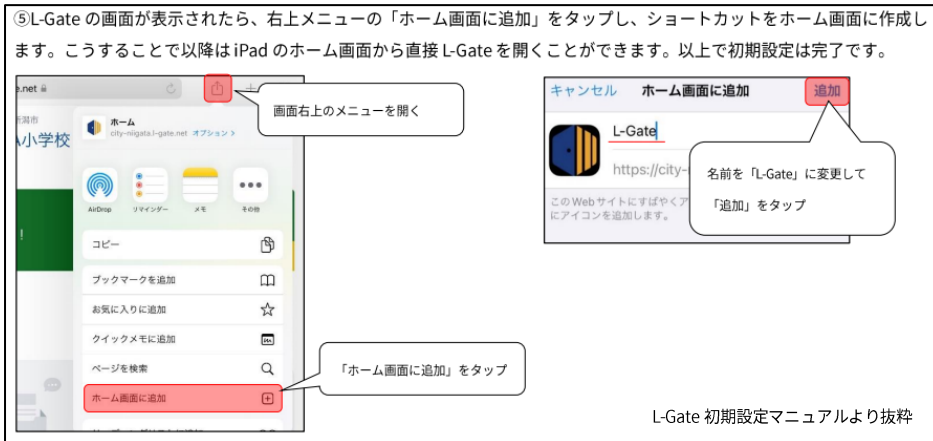 ⑤L-Gate の画面が表示されたら、右上メニューの「ホーム画面に追加」をタップし、ショートカットをホーム画面に作成し
ます。こうすることで以降は iPad のホーム画面から直接 L-Gate を開くことができます。以上で初期設定は完了です。
e.net
画面右上のメニューを開く
ホーム
city-niigata.l-gate.net オプション >
新潟市
小学校
AirDrop リマインダー メモ その他
コピー
ブックマークを追加
お気に入りに追加
クイックメモに追加
ページを検索
ホーム画面に追加
「ホーム画面に追加」をタップ
キャンセル ホーム画面に追加 追加
L-Gate
https://city-
このWebサイトにすばやくア
にアイコンを追加します。
名前を「L-Gate」に変更して
「追加」をタップ
L-Gate 初期設定マニュアルより抜粋